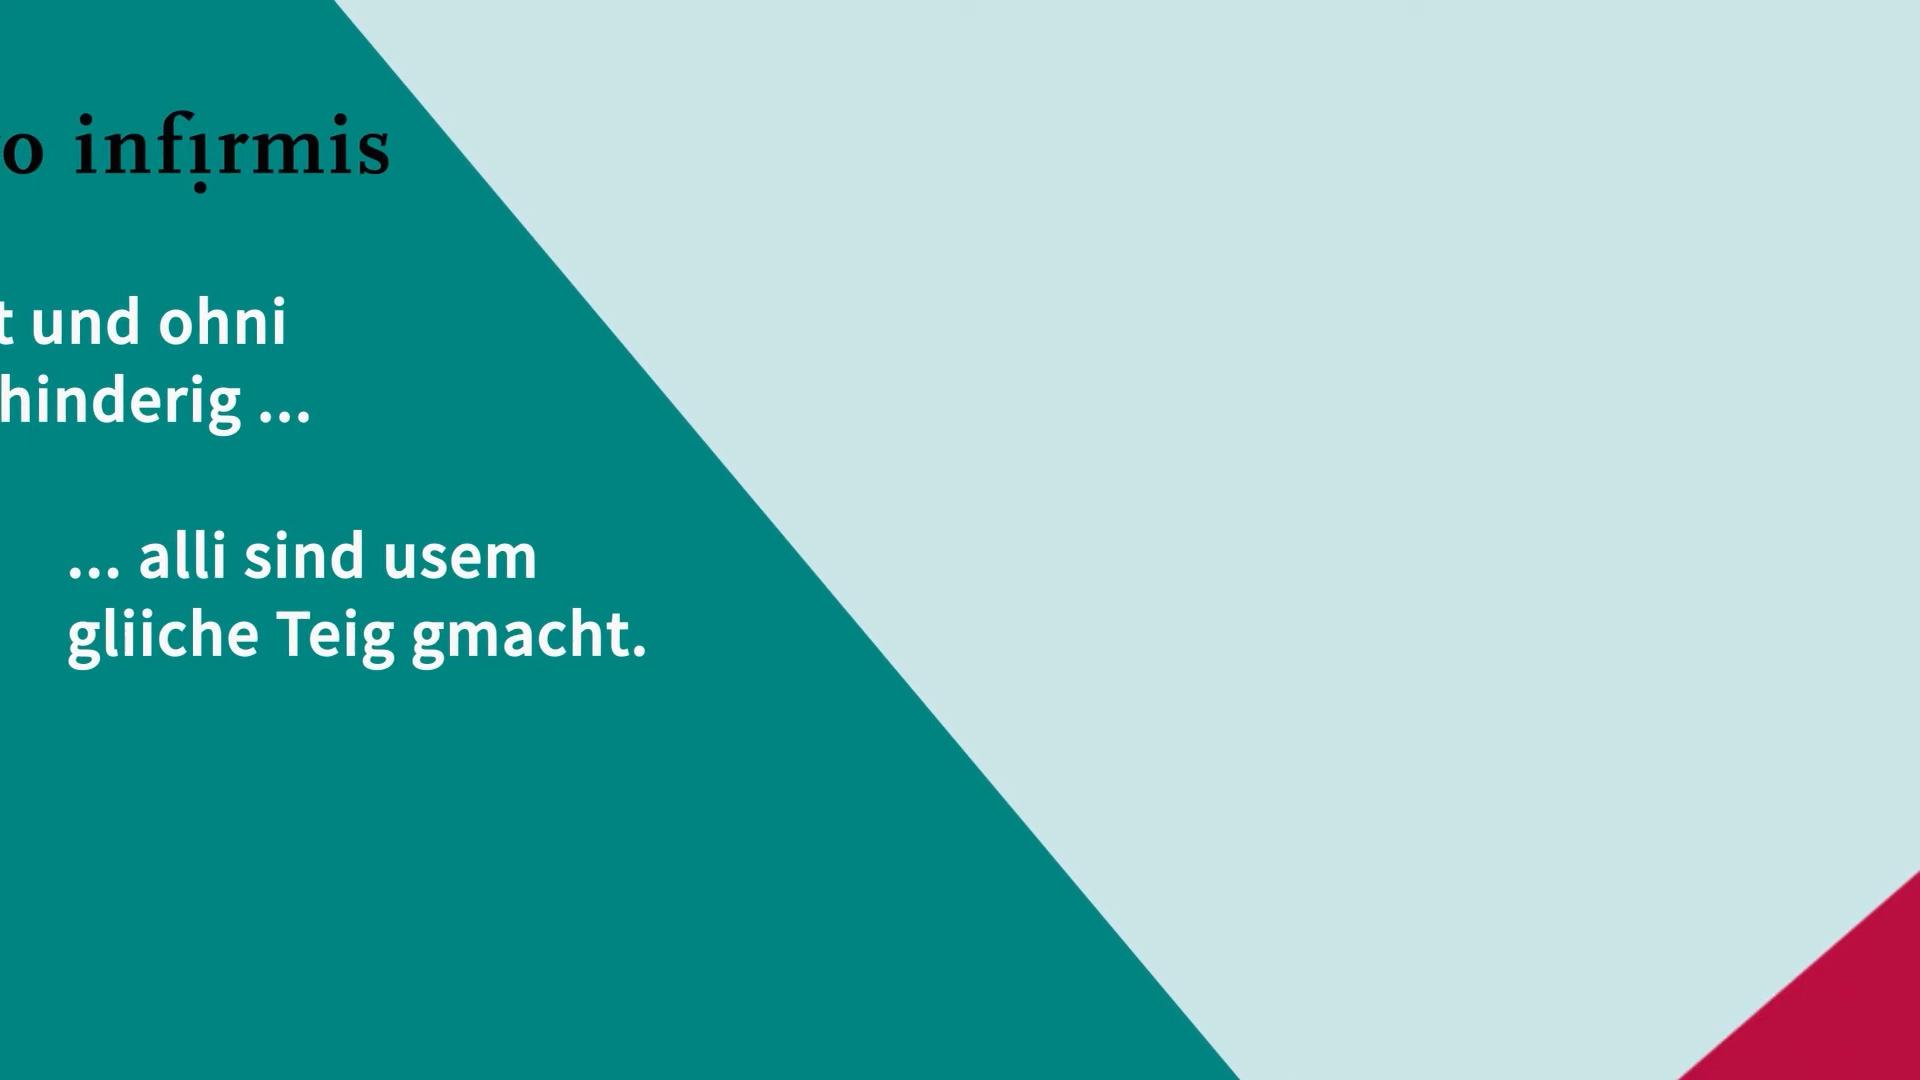 o infirmis
t und ohni
hinderig ...
... alli sind usem
gliiche Teig gmacht.